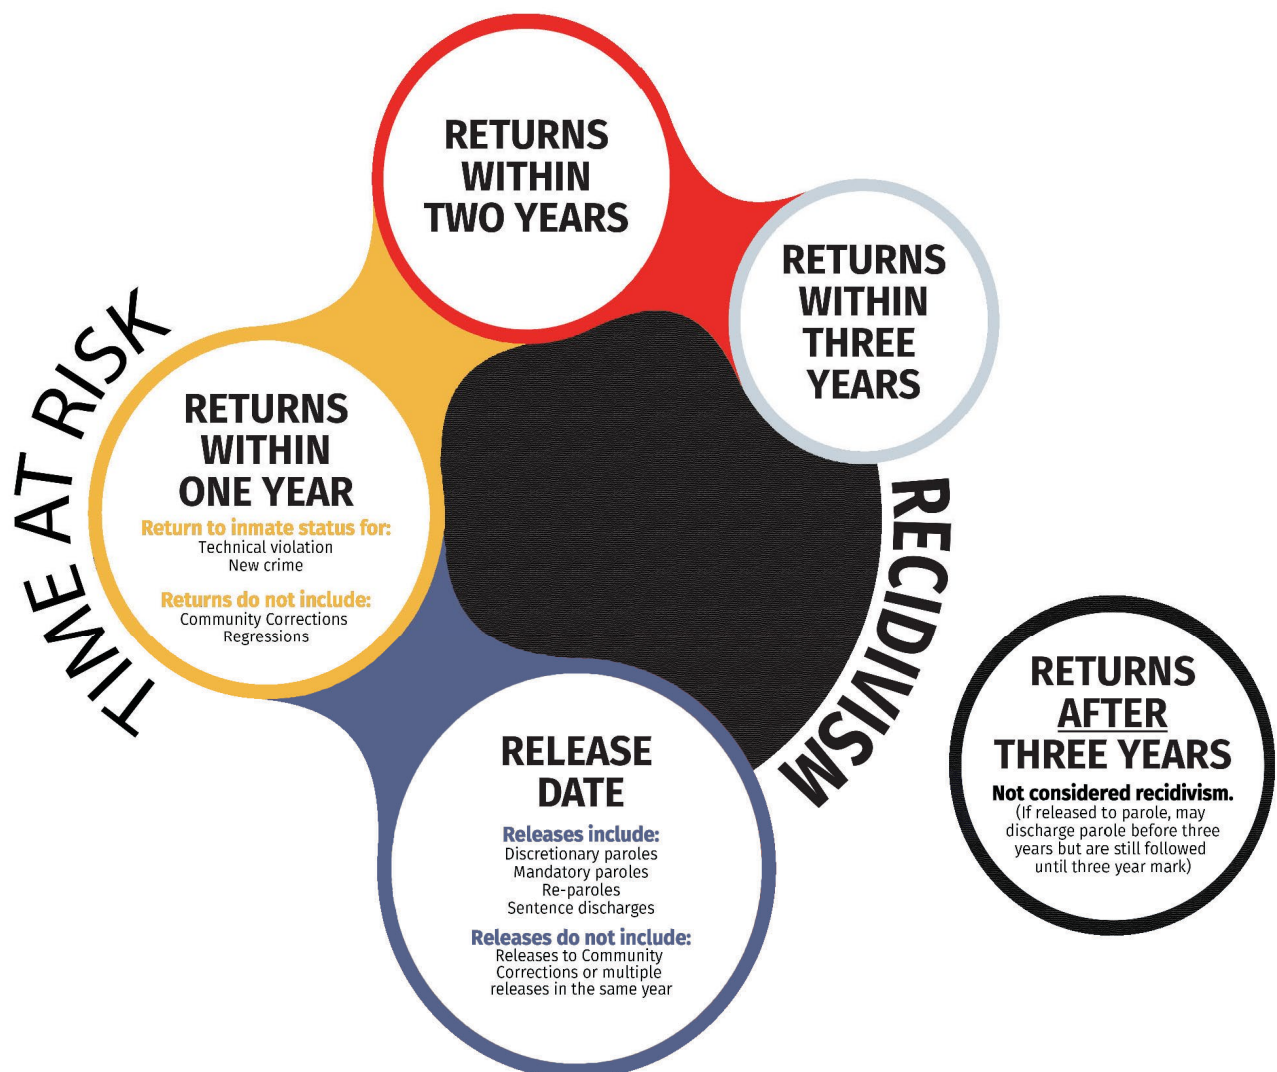 RETURNS
WITHIN
TWO YEARS
RETURNS
WITHIN
THREE
YEARS
TIME AT RISK
RETURNS
WITHIN
ONE YEAR
Return to inmate status for:
Technical violation
New crime
Returns do not include:
Community Corrections
Regressions
RECIDIVISM
RELEASE
DATE
Releases include:
Discretionary paroles
Mandatory paroles
Re-paroles
Sentence discharges
Releases do not include:
Releases to Community
Corrections or multiple
releases in the same year
RETURNS
AFTER
THREE YEARS
Not considered recidivism.
(If released to parole, may
discharge parole before three
years but are still followed
until three year mark)